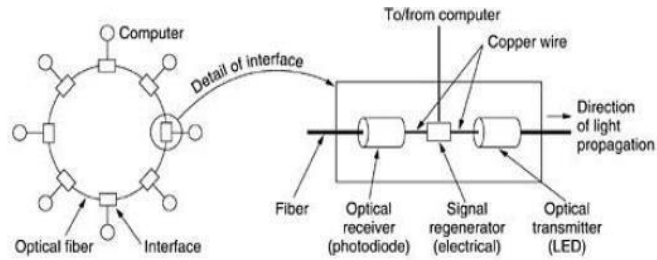 Computer
Detail of interface
Optical fiber
Interface
To/from computer
Copper wire
Direction
of light
propagation
Fiber
Optical
receiver
(photodiode)
Signal
regenerator
(electrical)
Optical
transmitter
(LED)